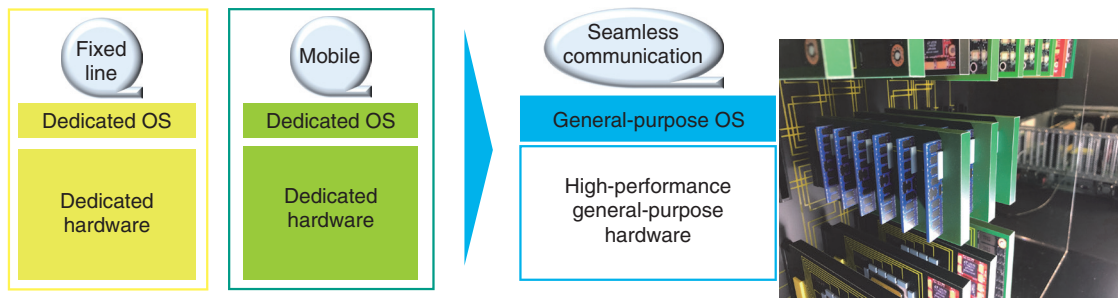 Fixed
line
Dedicated OS
Dedicated
hardware
Mobile
Dedicated OS
Dedicated
hardware
Seamless
communication
General-purpose OS
High-performance
general-purpose
hardware